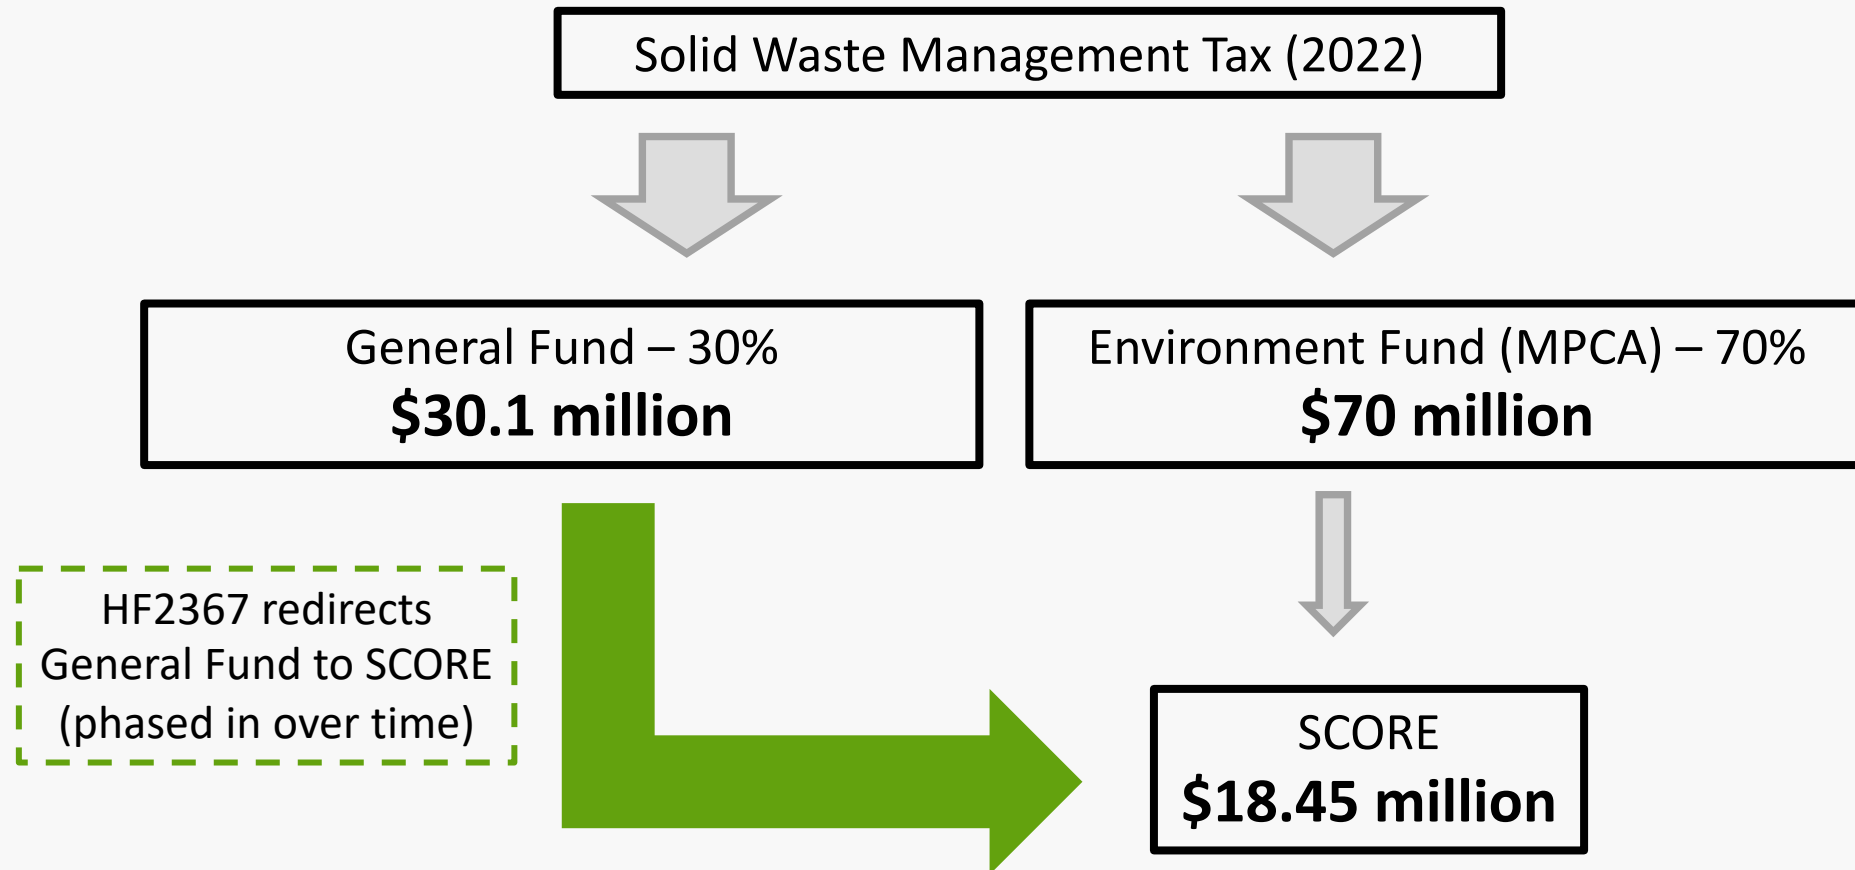 Solid Waste Management Tax (2022)
General Fund – 30%
$30.1 million
Environment Fund (MPCA) – 70%
$70 million
HF2367 redirects
General Fund to SCORE
(phased in over time)
SCORE
$18.45 million